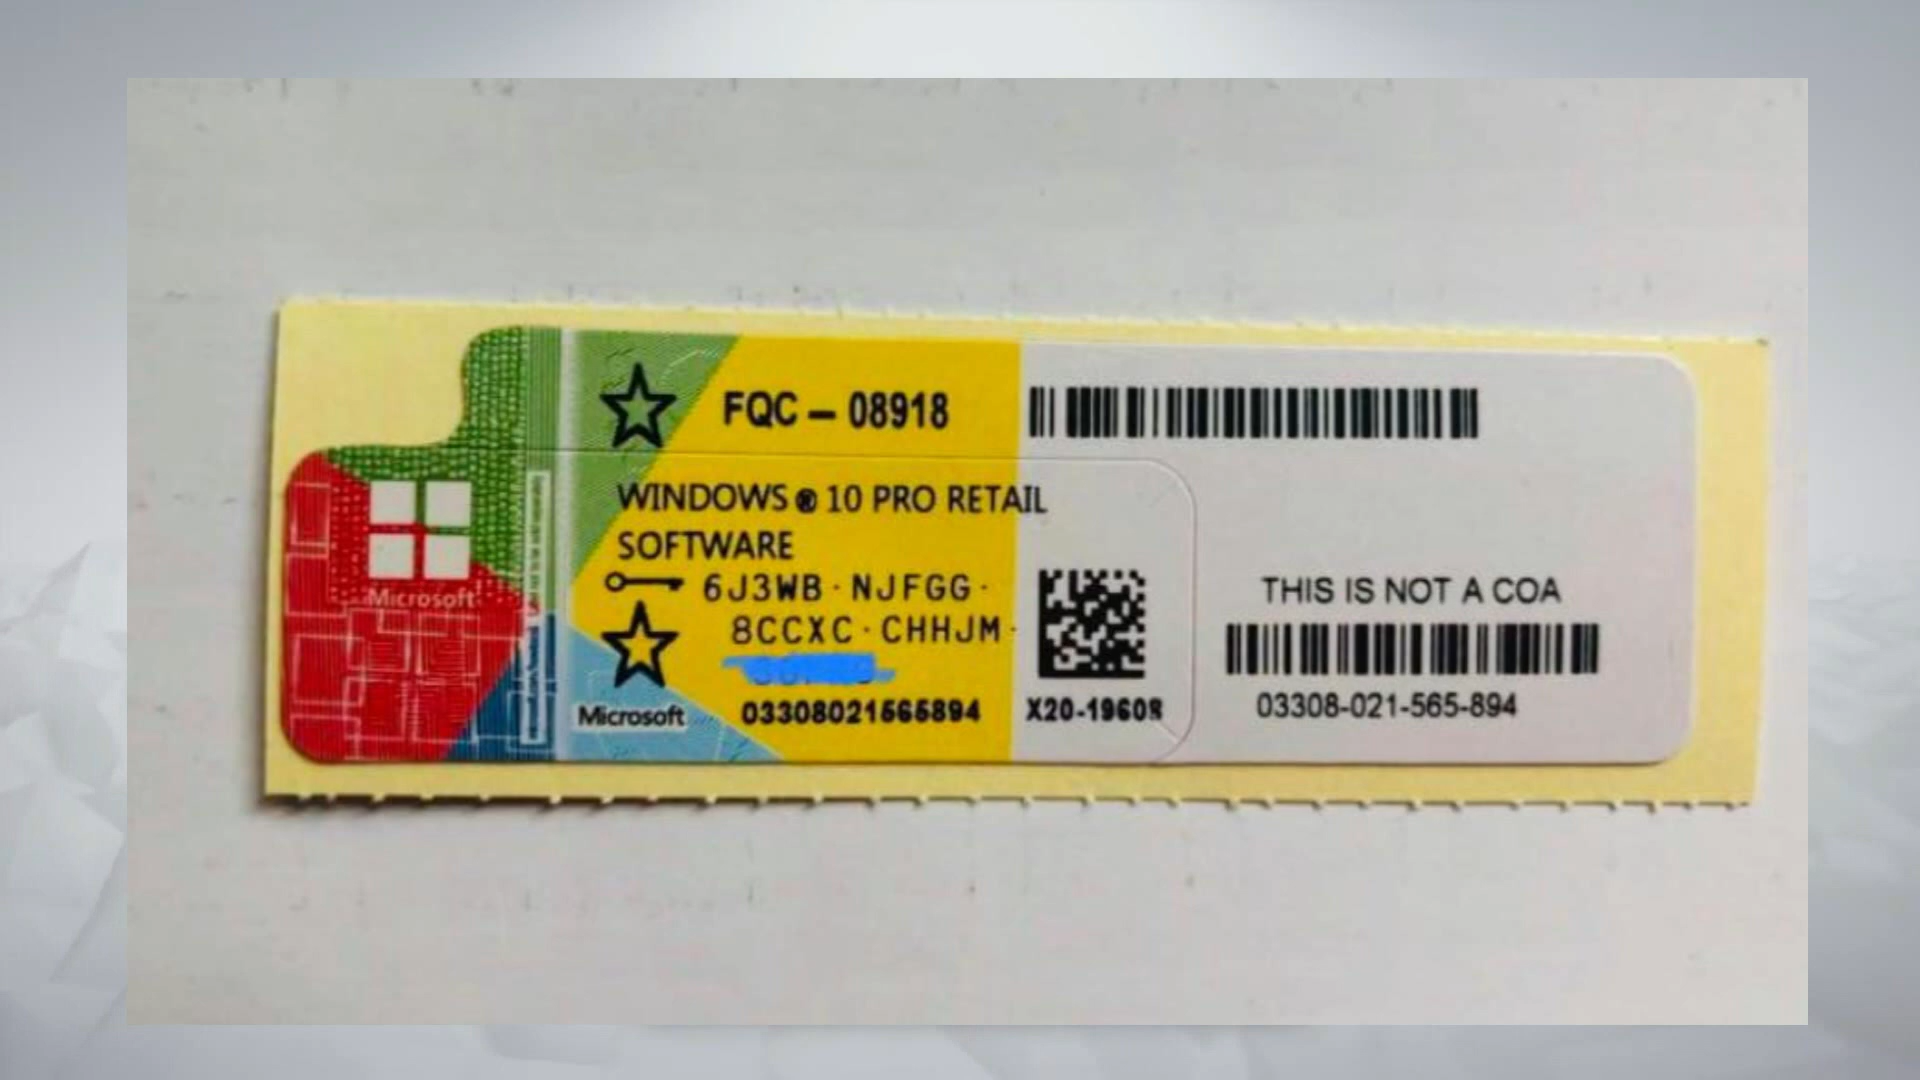 FQC – 08918
WINDOWS ® 10 PRO RETAIL
SOFTWARE
6J3WB · NJFGG ·
8CCXC · CHHJM ·
03308021565894
Microsoft
Microsoft
X20-19608
THIS IS NOT A COA
03308-021-565-894